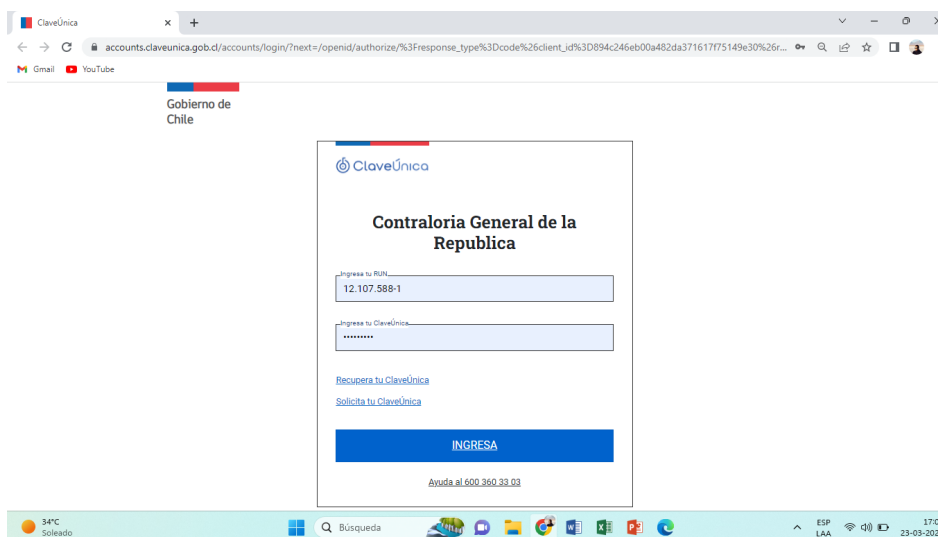 ClaveÚnica
accounts.claveunica.gob.cl/accounts/login/?next=/openid/authorize/%3Fresponse_type%3Dcode%26client_id%3D894c246eb00a482da371617f75149e30%26r...
Gmail YouTube
Gobierno de
Chile
ClaveÚnica
Contraloria General de la
Republica
Ingresa tu RUN
12.107.588-1
Ingresa tu ClaveÚnica
•••••••••
Recupera tu ClaveÚnica
Solicita tu ClaveÚnica
INGRESA
Ayuda al 600 360 33 03
34°C
Soleado
Búsqueda
ESP
LAA
17:0
23-03-202